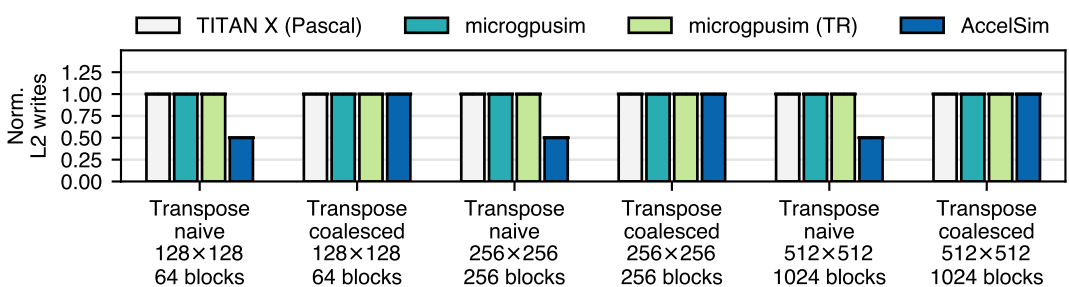 TITAN X (Pascal) microgpusim microgpusim (TR) AccelSim
Norm.
L2 writes
1.25
1.00
0.75
0.50
0.25
0.00
Transpose naive 128×128 64 blocks
Transpose coalesced 128×128 64 blocks
Transpose naive 256×256 256 blocks
Transpose coalesced 256×256 256 blocks
Transpose naive 512×512 1024 blocks
Transpose coalesced 512×512 1024 blocks